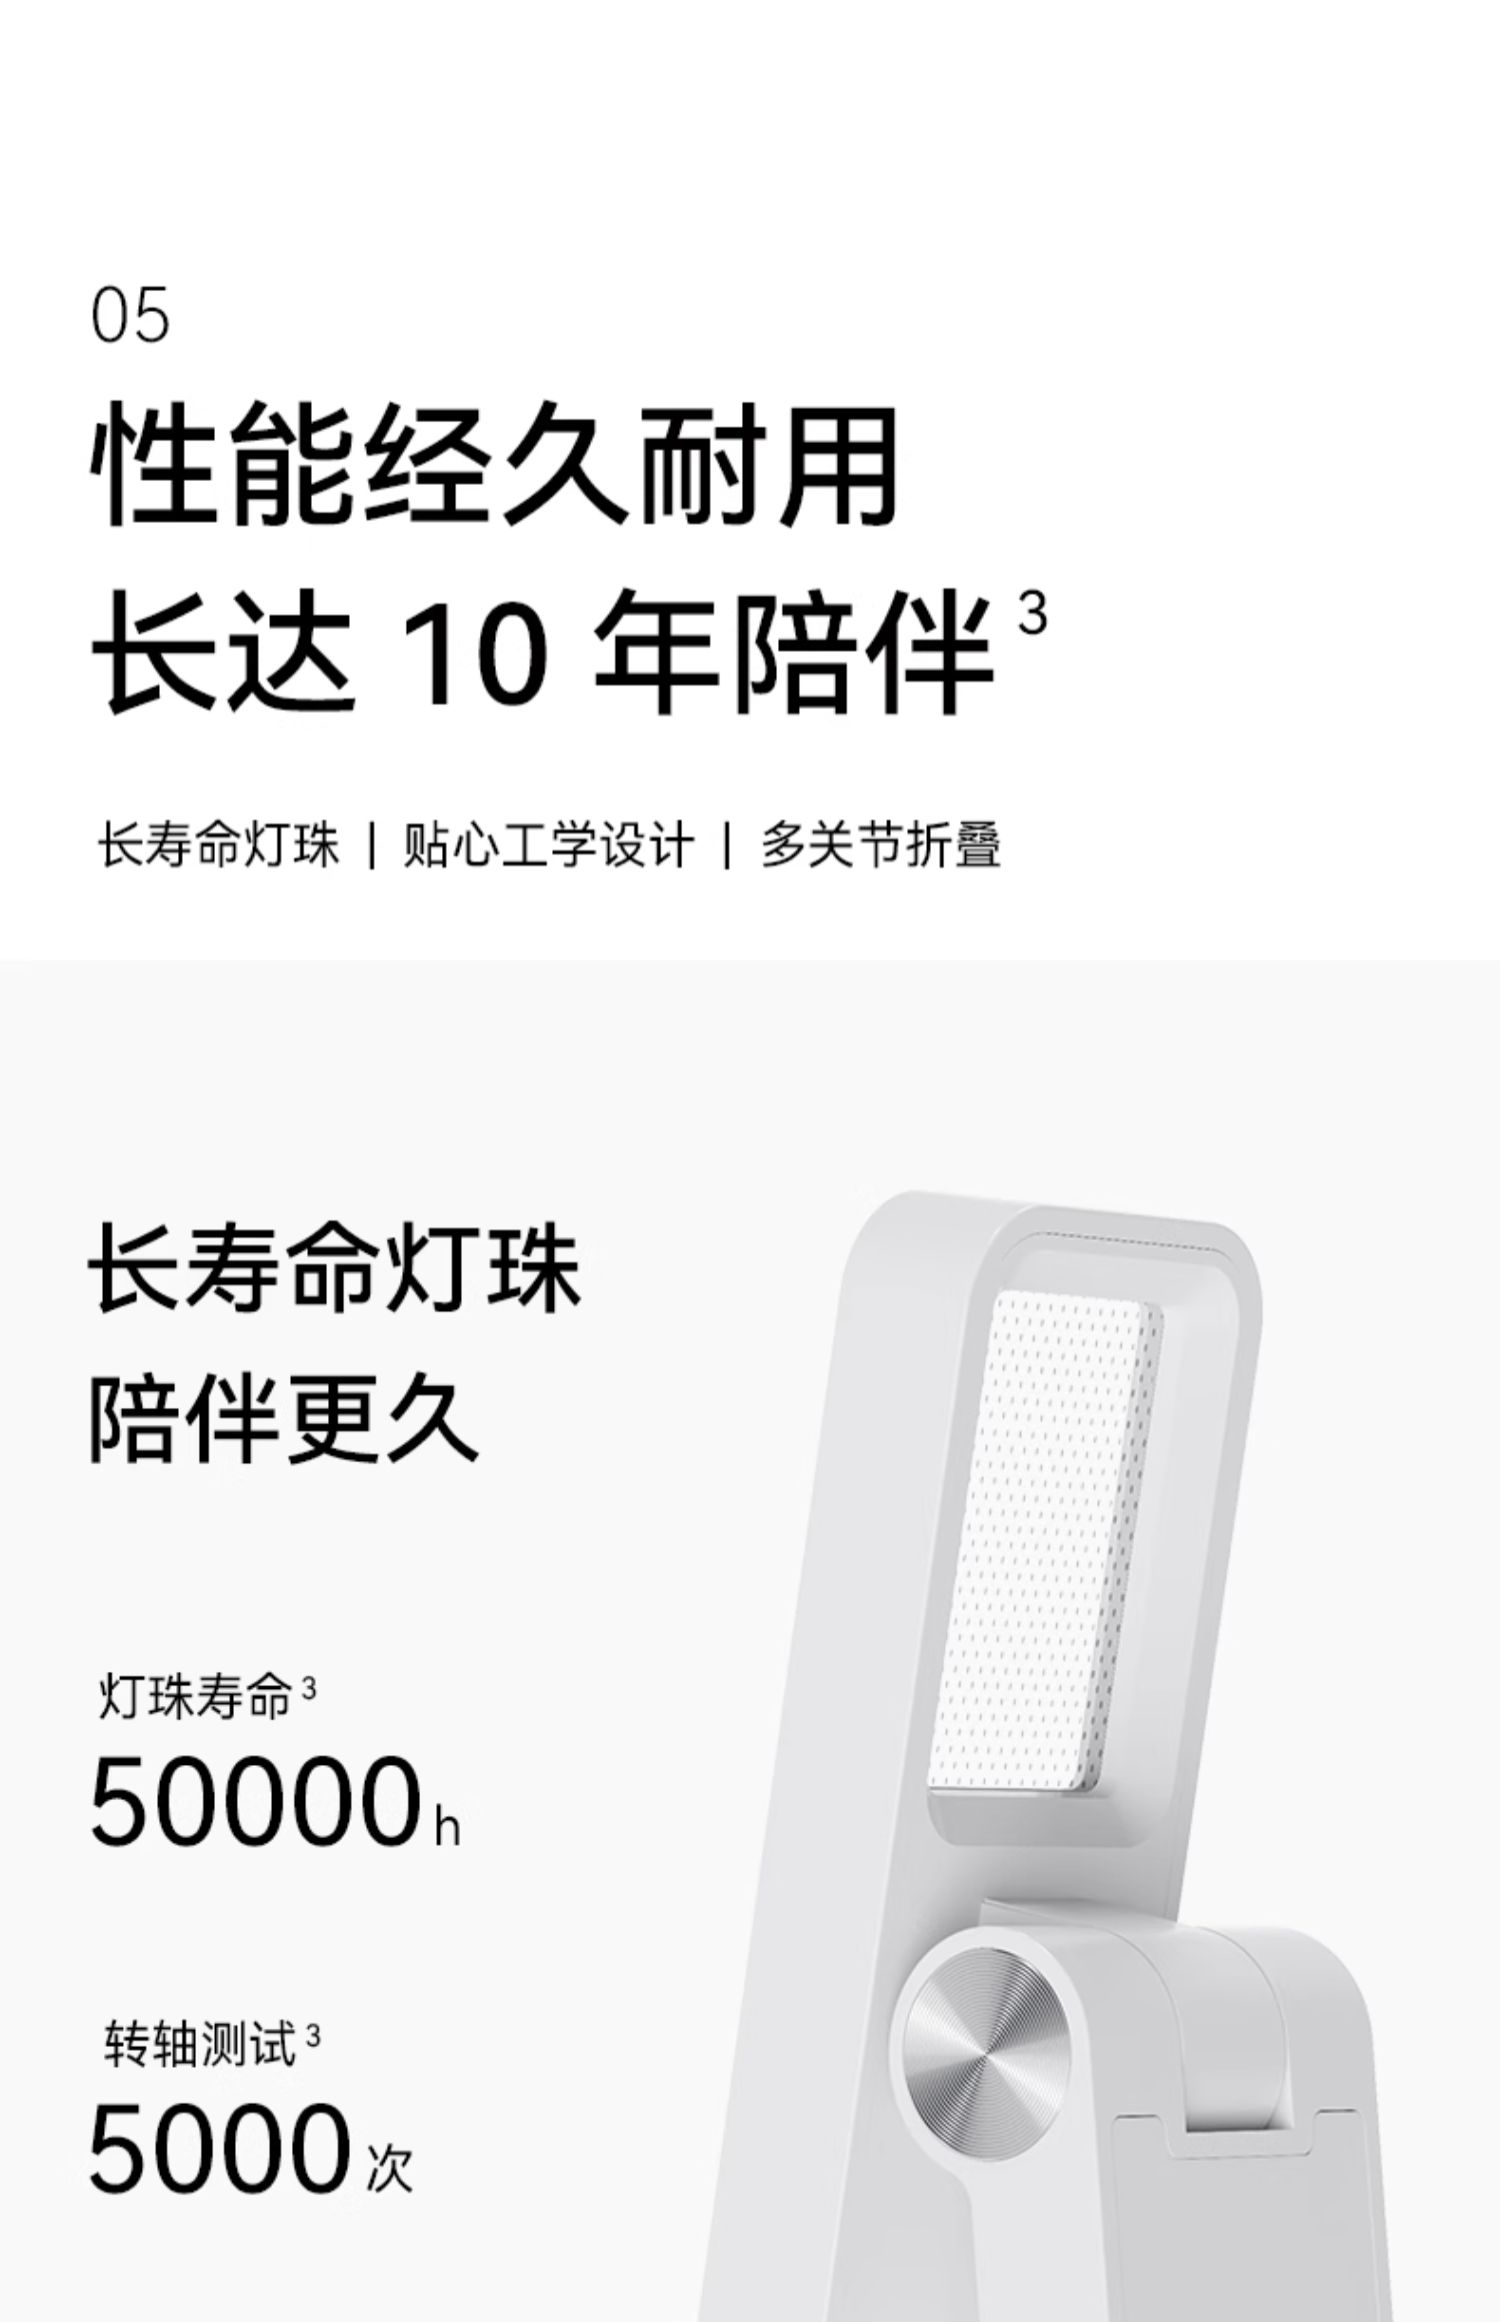 05
性能经久耐用
长达 10 年陪伴³
长寿命灯珠 | 贴心工学设计 | 多关节折叠
长寿命灯珠
陪伴更久
灯珠寿命³
50000h
转轴测试³
5000次